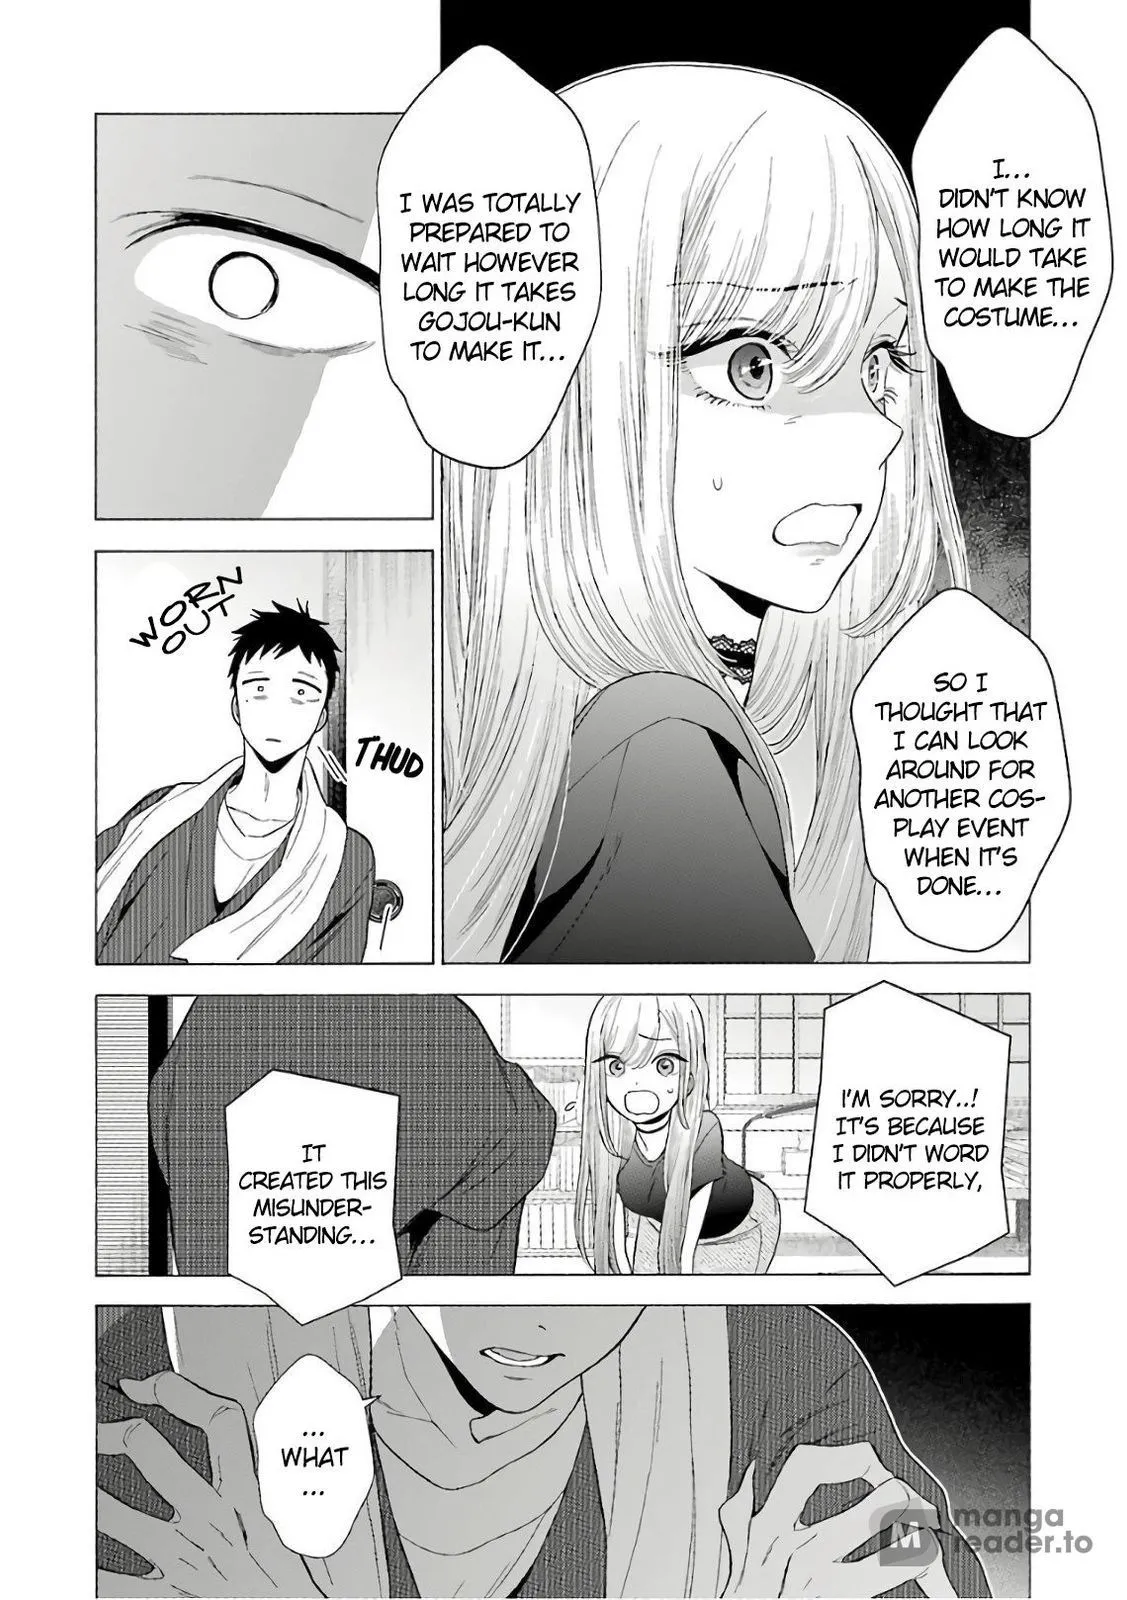 I...
DIDN'T KNOW
HOW LONG IT
WOULD TAKE
TO MAKE THE
COSTUME...
I WAS TOTALLY
PREPARED TO
WAIT HOWEVER
LONG IT TAKES
GOJOU-KUN
TO MAKE IT...
SO I
THOUGHT THAT
I CAN LOOK
AROUND FOR
ANOTHER COS-
PLAY EVENT
WHEN IT'S
DONE...
WORN
OUT
THUD
I'M SORRY..!
IT'S BECAUSE
I DIDN'T WORD
IT PROPERLY,
IT
CREATED THIS
MISUNDER-
STANDING...
...
WHAT
...
M manga
reader.to